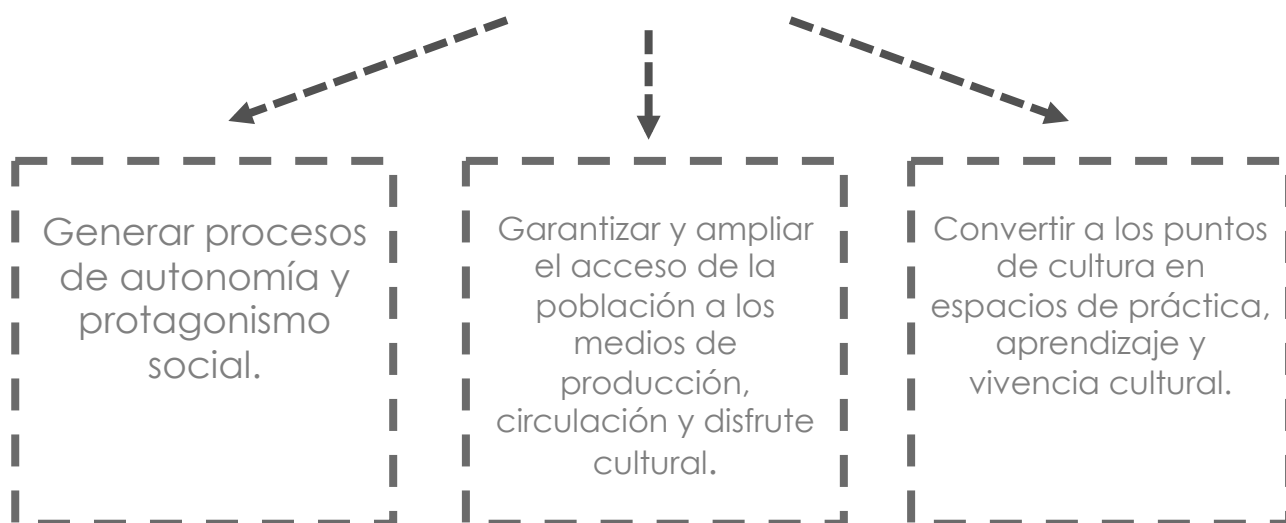 Generar procesos
de autonomía y
protagonismo
social.
Garantizar y ampliar
el acceso de la
población a los
medios de
producción,
circulación y disfrute
cultural.
Convertir a los puntos
de cultura en
espacios de práctica,
aprendizaje y
vivencia cultural.